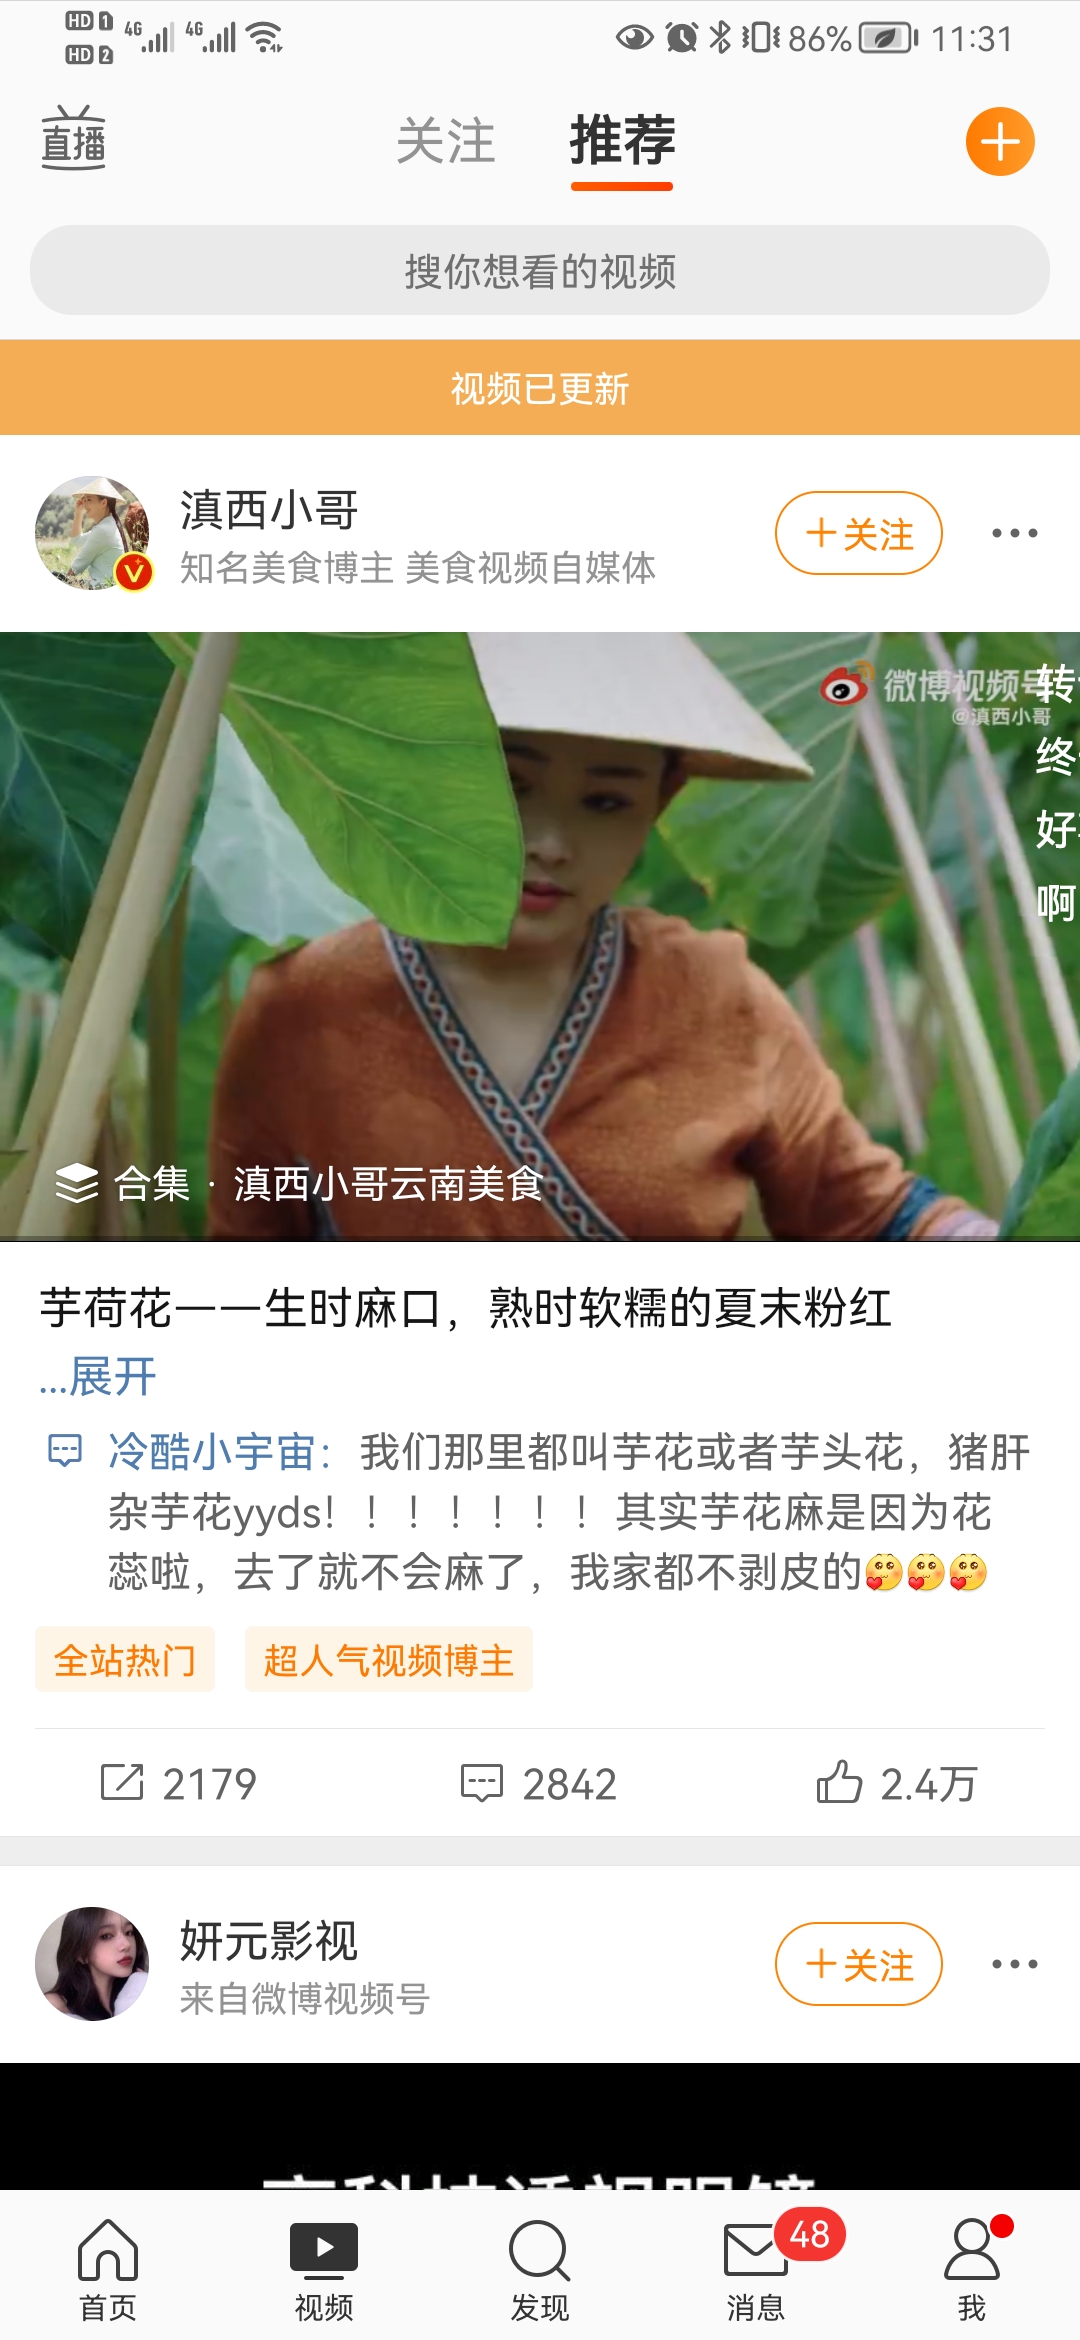 HD 1 4G 4G
HD 2
86% 11:31
直播
关注 推荐
搜你想看的视频
视频已更新
滇西小哥
知名美食博主 美食视频自媒体
+关注
微博视频号
@滇西小哥
转
终
好
啊
合集 · 滇西小哥云南美食
芋荷花——生时麻口，熟时软糯的夏末粉红
...展开
冷酷小宇宙：我们那里都叫芋花或者芋头花，猪肝
杂芋花yyds！！！！！！！其实芋花麻是因为花
蕊啦，去了就不会麻了，我家都不剥皮的🥰🥰🥰
全站热门 超人气视频博主
2179 2842 2.4万
妍元影视
来自微博视频号
+关注
48
首页 视频 发现 消息 我